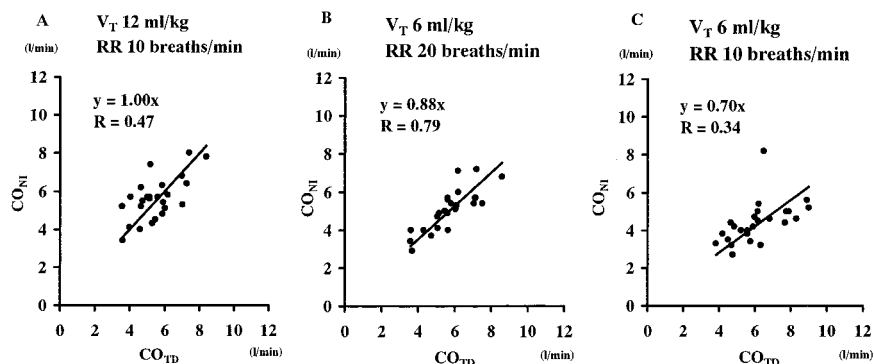 A
V_T 12 ml/kg
(l/min)
RR 10 breaths/min
12
10
8
6
4
2
0
y = 1.00x
R = 0.47
CO_NI
0 2 4 6 8 10 12
CO_TD
(l/min)
B
V_T 6 ml/kg
(l/min)
RR 20 breaths/min
12
10
8
6
4
2
0
y = 0.88x
R = 0.79
CO_NI
0 2 4 6 8 10 12
CO_TD
(l/min)
C
V_T 6 ml/kg
(l/min)
RR 10 breaths/min
12
10
8
6
4
2
0
y = 0.70x
R = 0.34
CO_NI
0 2 4 6 8 10 12
CO_TD
(l/min)